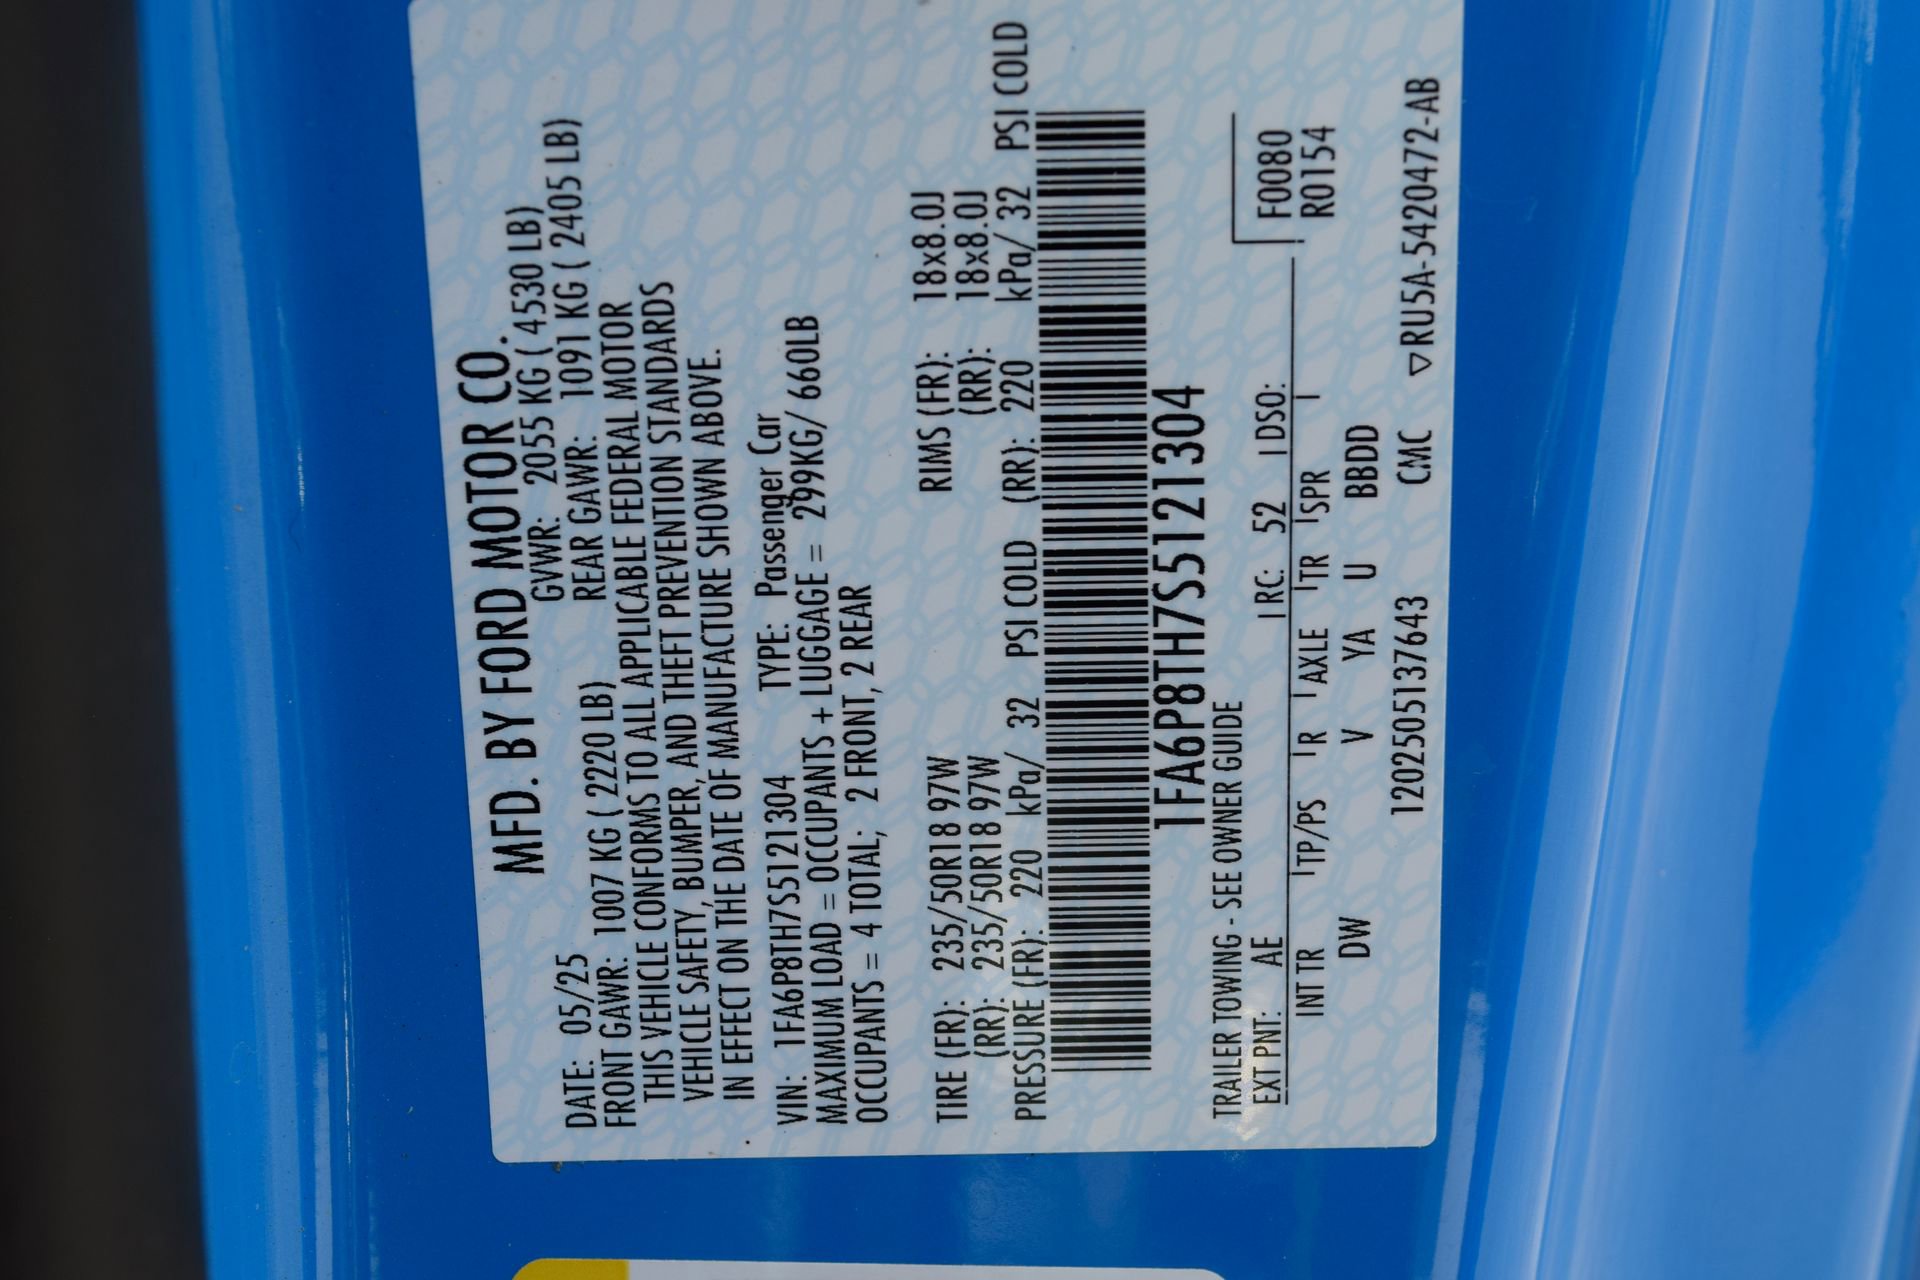 MFD. BY FORD MOTOR CO.
DATE: 05/25 GVWR: 2055 KG ( 4530 LB)
FRONT GAWR: 1007 KG ( 2220 LB) REAR GAWR: 1091 KG ( 2405 LB)
THIS VEHICLE CONFORMS TO ALL APPLICABLE FEDERAL MOTOR
VEHICLE SAFETY, BUMPER, AND THEFT PREVENTION STANDARDS
IN EFFECT ON THE DATE OF MANUFACTURE SHOWN ABOVE.
VIN: 1FA6P8TH7S5121304 TYPE: Passenger Car
MAXIMUM LOAD = OCCUPANTS + LUGGAGE = 299KG/ 660LB
OCCUPANTS = 4 TOTAL; 2 FRONT, 2 REAR
TIRE (FR): 235/50R18 97W RIMS (FR): 18x8.0J
(RR): 235/50R18 97W (RR): 18x8.0J
PRESSURE (FR): 220 kPa/ 32 PSI COLD (RR): 220 kPa/ 32 PSI COLD
1FA6P8TH7S5121304
TRAILER TOWING - SEE OWNER GUIDE
EXT PNT: AE RC: 52 DSO: F0080
INT TR TP/PS R AXLE TR SPR R0154
DW V YA U BBDD
120250513​7643 CMC ▽RU5A-5420472-AB